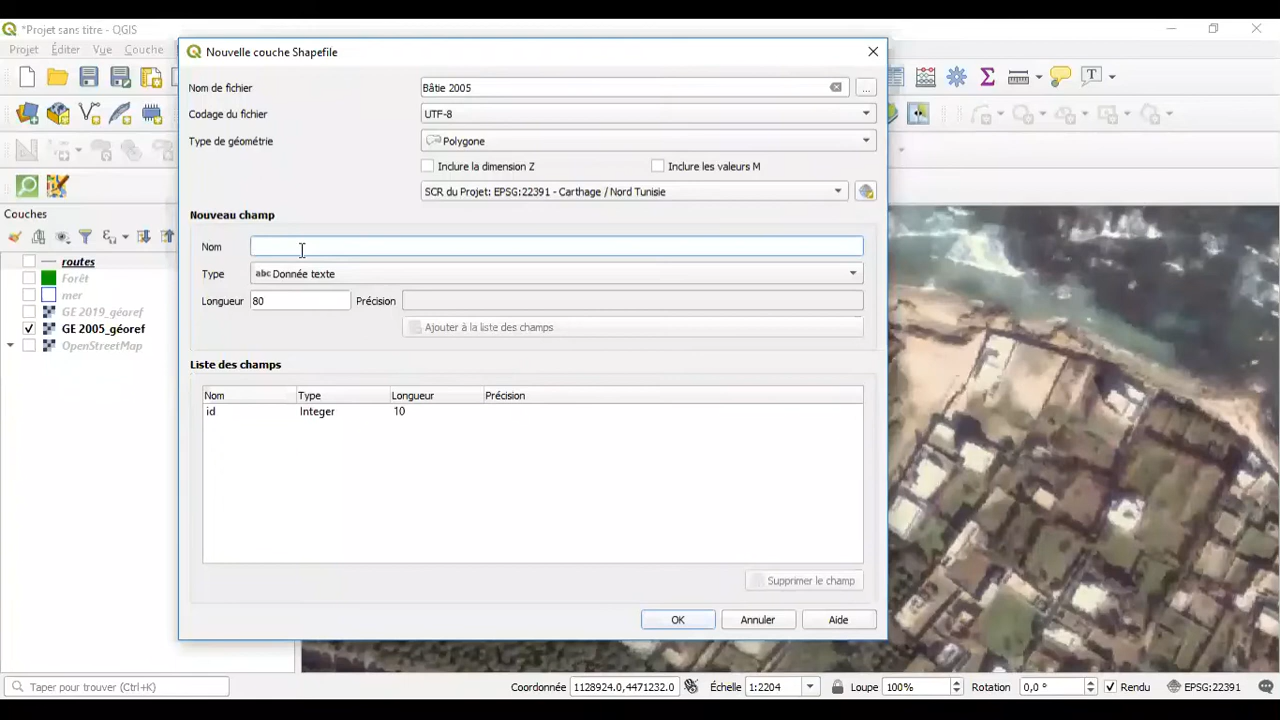 *Projet sans titre - QGIS
Projet Éditer Vue Couche
Nouvelle couche Shapefile
Nom de fichier Bâtie 2005 ...
Codage du fichier UTF-8
Type de géométrie Polygone
Inclure la dimension Z Inclure les valeurs M
SCR du Projet: EPSG:22391 - Carthage / Nord Tunisie
Nouveau champ
Nom
Type abc Donnée texte
Longueur 80 Précision
Ajouter à la liste des champs
Liste des champs
Nom Type Longueur Précision
id Integer 10
Supprimer le champ
OK Annuler Aide
Couches
routes
Forêt
mer
GE 2019_géoref
GE 2005_géoref
OpenStreetMap
Taper pour trouver (Ctrl+K) Coordonnée 1128924.0,4471232.0 Échelle 1:2204 Loupe 100% Rotation 0,0 ° Rendu EPSG:22391